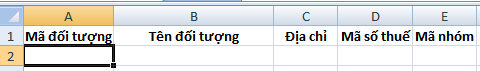 A B C D E
1 Mã đối tượng Tên đối tượng Địa chỉ Mã số thuế Mã nhóm
2